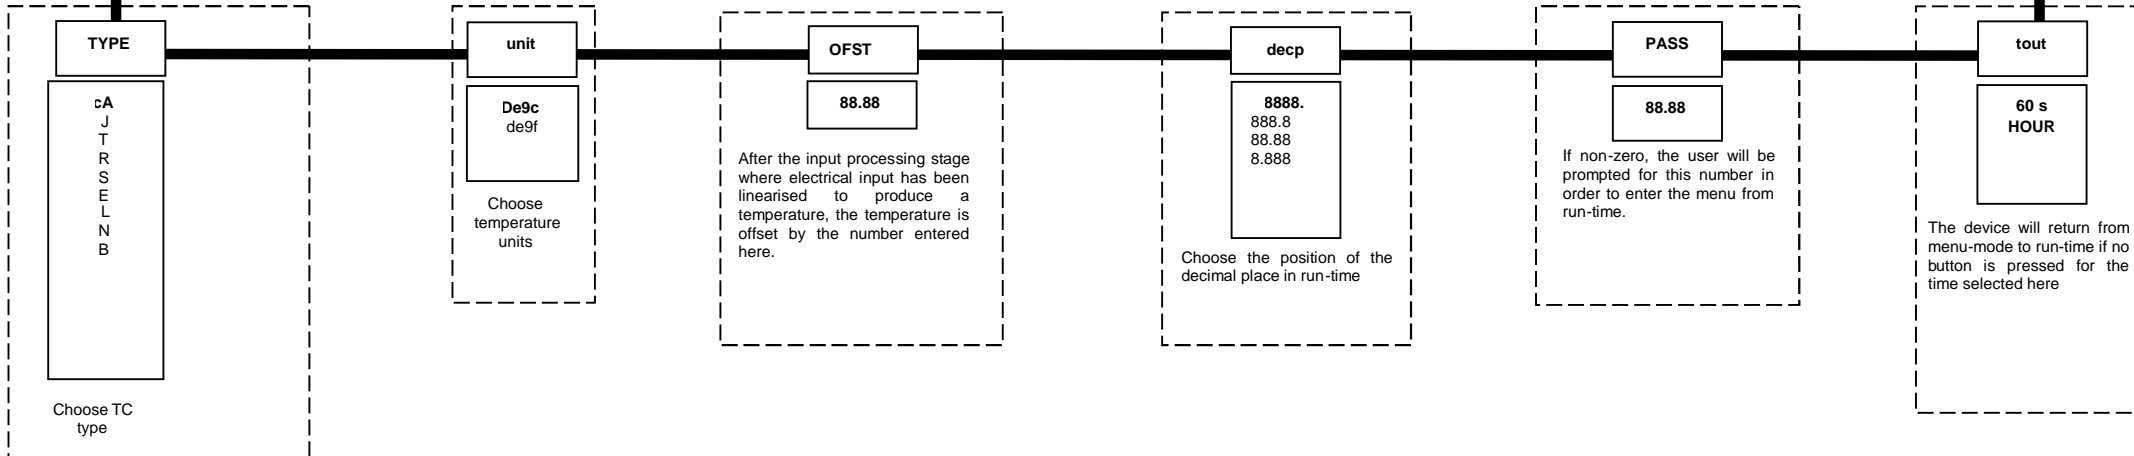 TYPE
cA
J
T
R
S
E
L
N
B
Choose TC
type
unit
De9c
de9f
Choose
temperature
units
OFST
88.88
After the input processing stage
where electrical input has been
linearised to produce a
temperature, the temperature is
offset by the number entered
here.
decp
8888.
888.8
88.88
8.888
Choose the position of the
decimal place in run-time
PASS
88.88
If non-zero, the user will be
prompted for this number in
order to enter the menu from
run-time.
tout
60 s
HOUR
The device will return from
menu-mode to run-time if no
button is pressed for the
time selected here